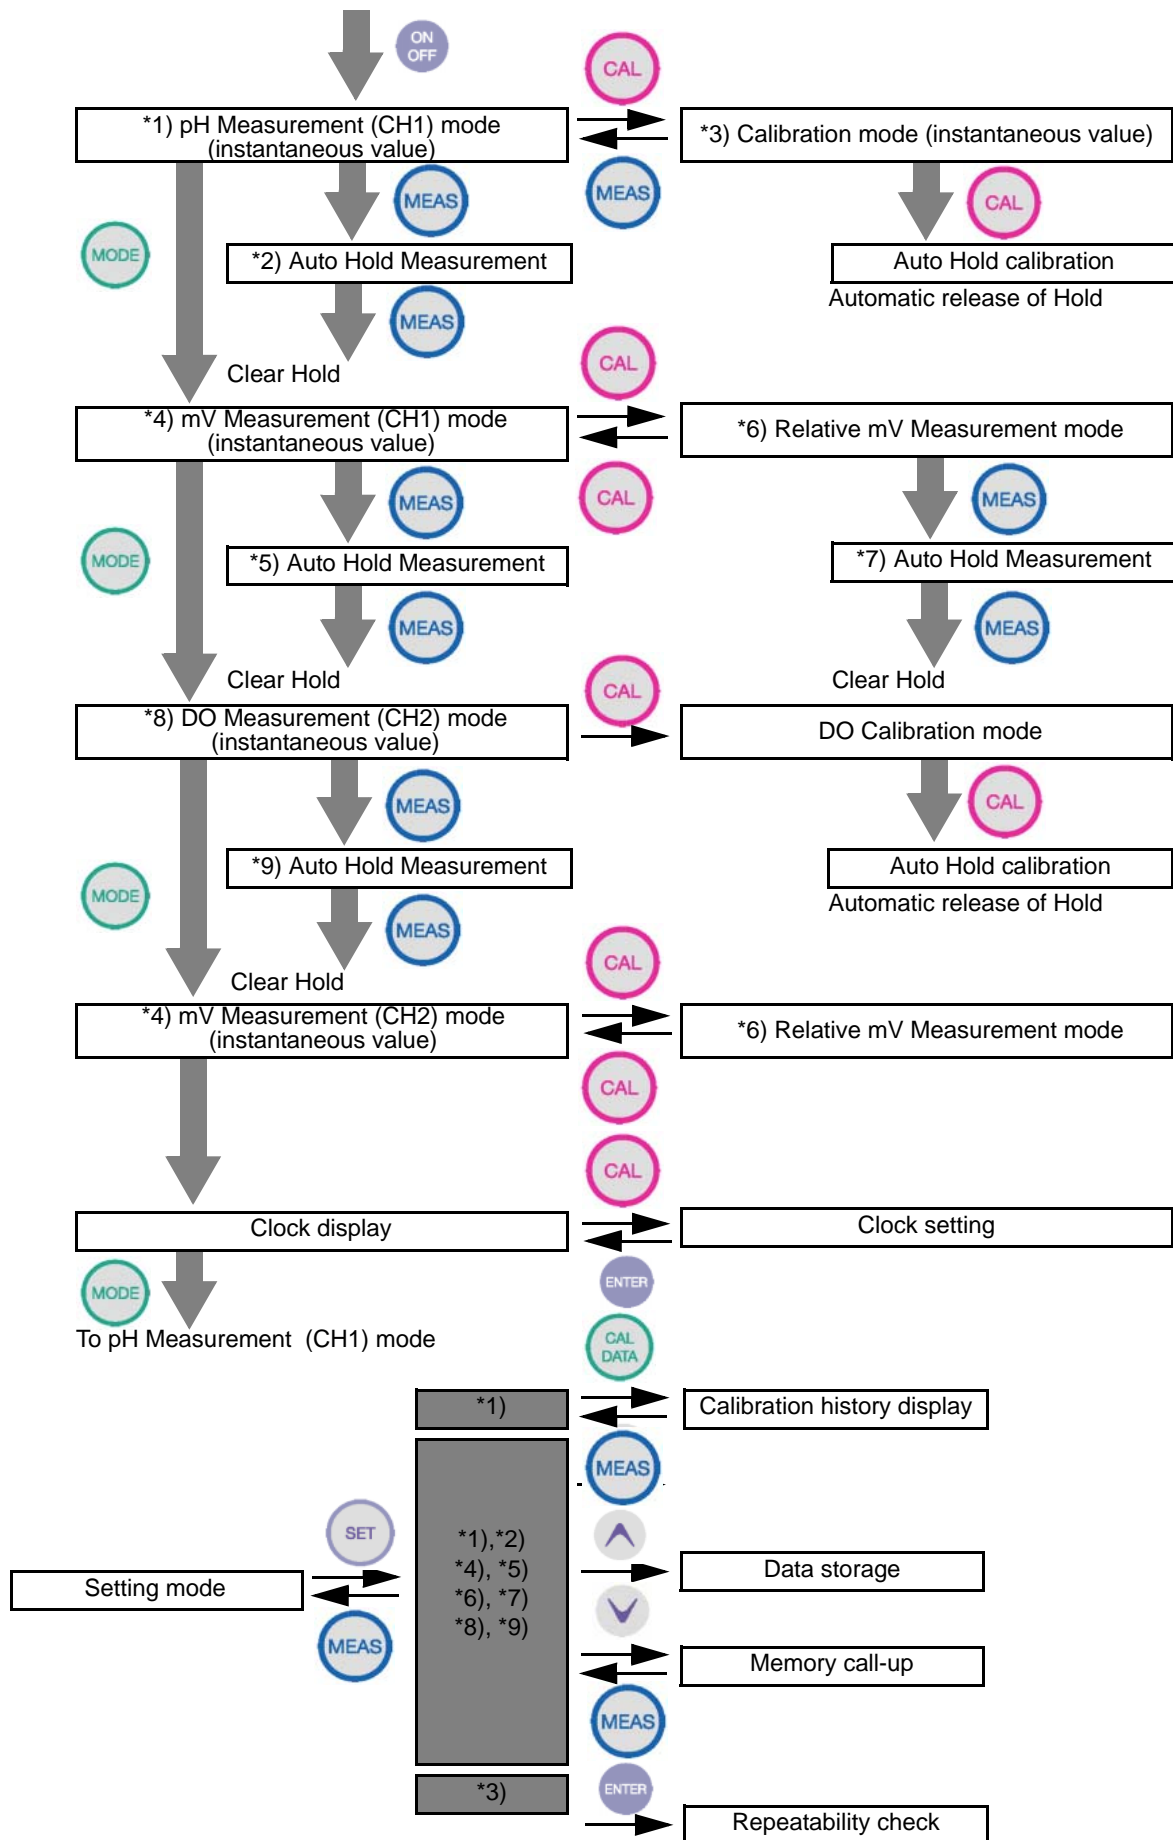 ON
OFF
CAL
*1) pH Measurement (CH1) mode
(instantaneous value)
*3) Calibration mode (instantaneous value)
MEAS
MEAS
CAL
MODE
*2) Auto Hold Measurement
Auto Hold calibration
Automatic release of Hold
MEAS
CAL
Clear Hold
*4) mV Measurement (CH1) mode
(instantaneous value)
*6) Relative mV Measurement mode
MEAS
CAL
MEAS
MODE
*5) Auto Hold Measurement
*7) Auto Hold Measurement
MEAS
MEAS
Clear Hold
CAL
Clear Hold
*8) DO Measurement (CH2) mode
(instantaneous value)
DO Calibration mode
MEAS
CAL
MODE
*9) Auto Hold Measurement
Auto Hold calibration
Automatic release of Hold
MEAS
CAL
Clear Hold
*4) mV Measurement (CH2) mode
(instantaneous value)
*6) Relative mV Measurement mode
CAL
CAL
Clock display
Clock setting
MODE
ENTER
To pH Measurement (CH1) mode
CAL
DATA
*1)
Calibration history display
MEAS
SET
*1),*2)
*4), *5)
*6), *7)
*8), *9)
Data storage
Setting mode
MEAS
Memory call-up
MEAS
*3)
ENTER
Repeatability check